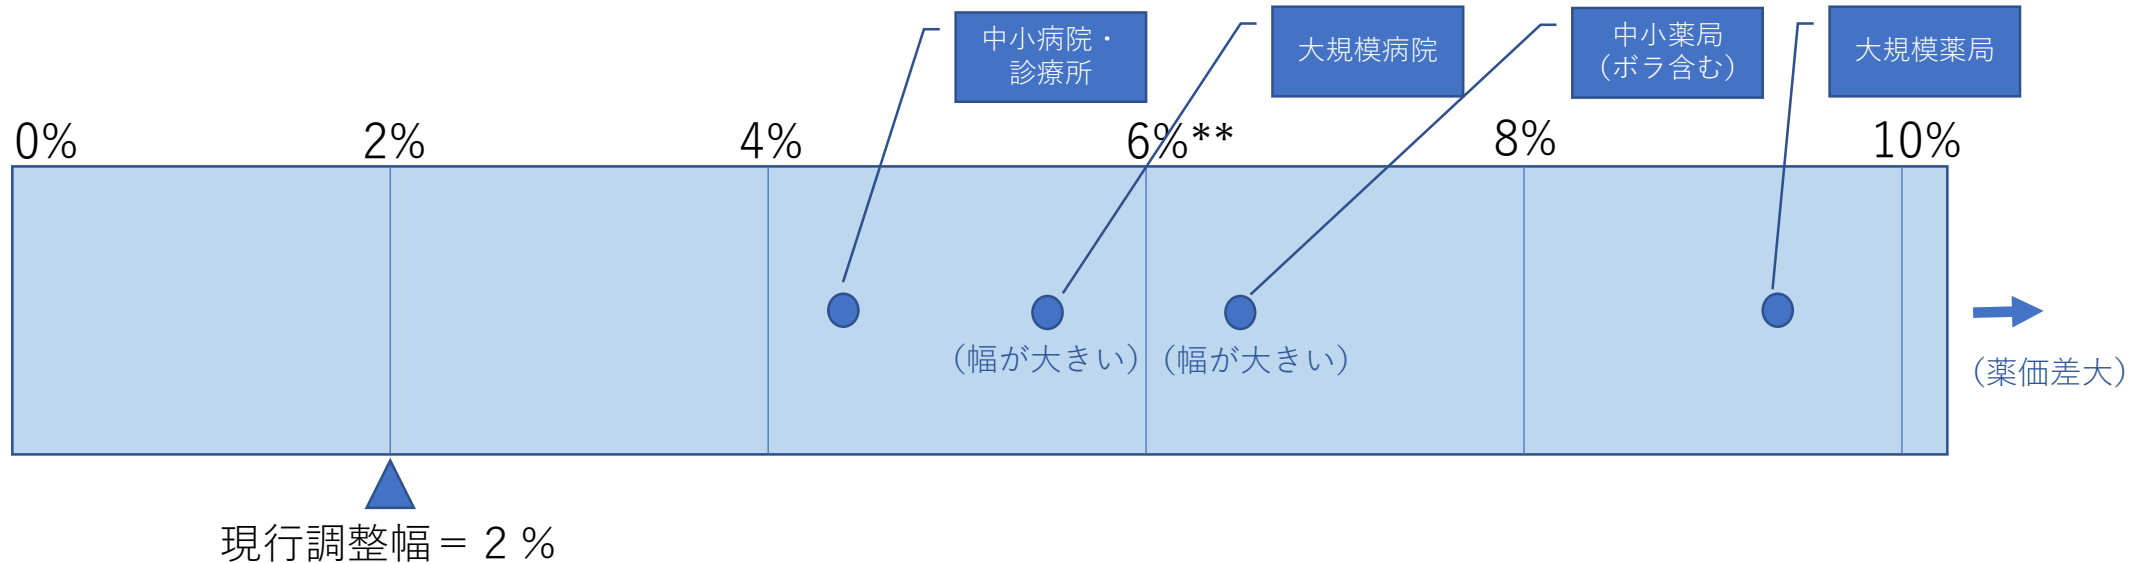 中小病院・
診療所
大規模病院
中小薬局
（ボラ含む）
大規模薬局
0%
2%
4%
6%**
8%
10%
（幅が大きい）
（幅が大きい）
（薬価差大）
現行調整幅＝２％